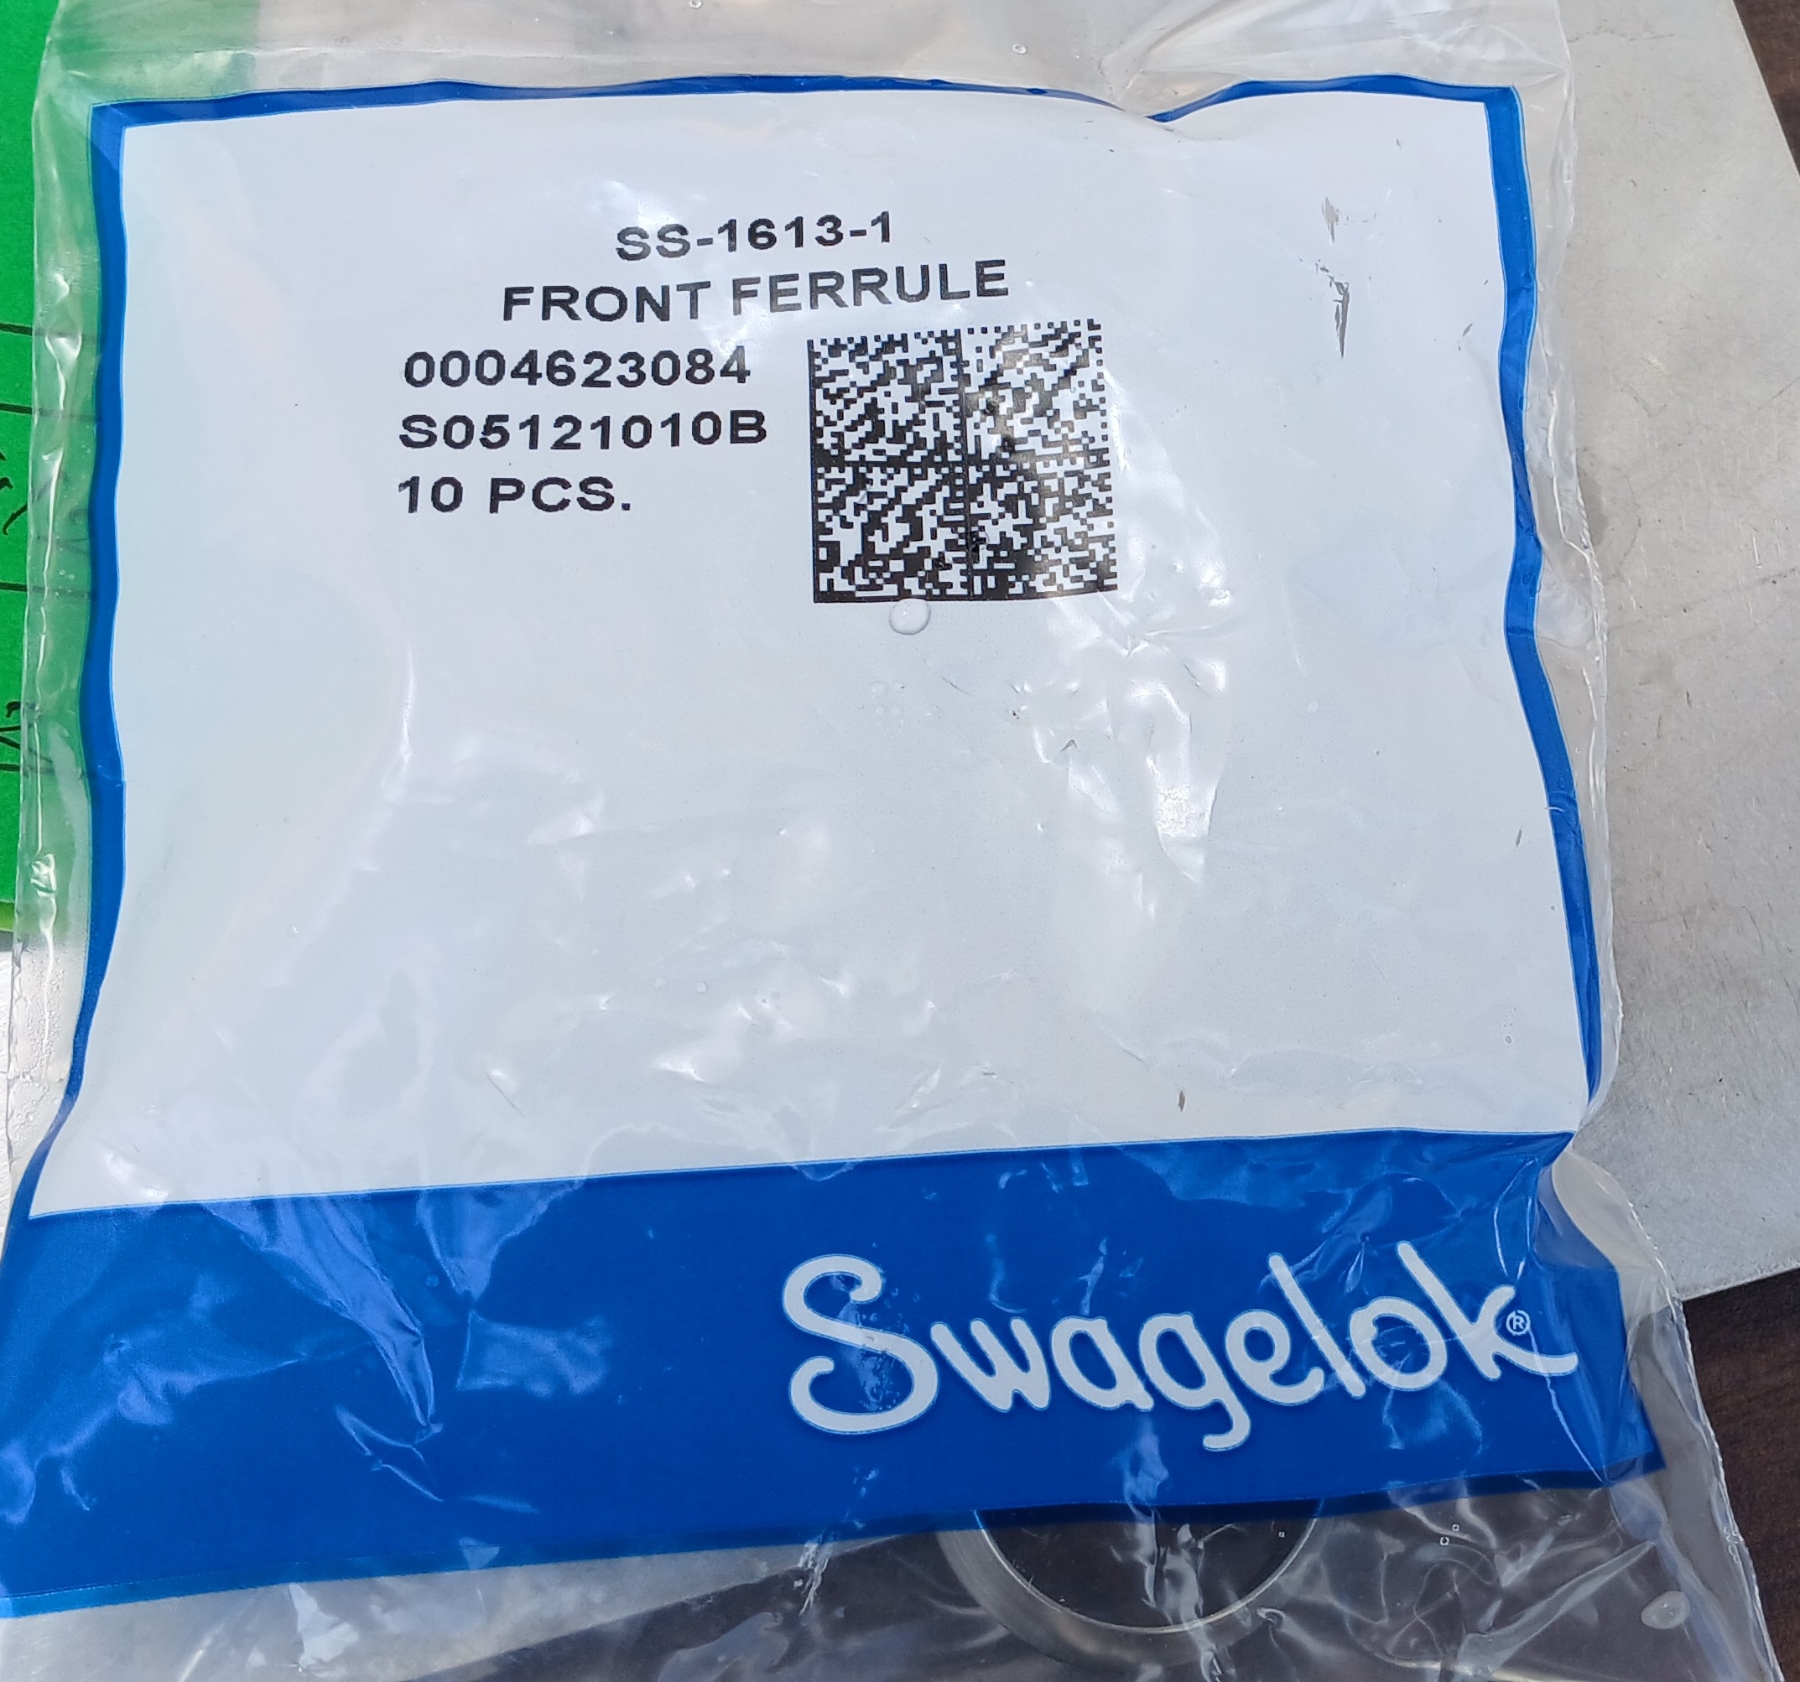 SS-1613-1
FRONT FERRULE
0004623084
S05121010B
10 PCS.
Swagelok®